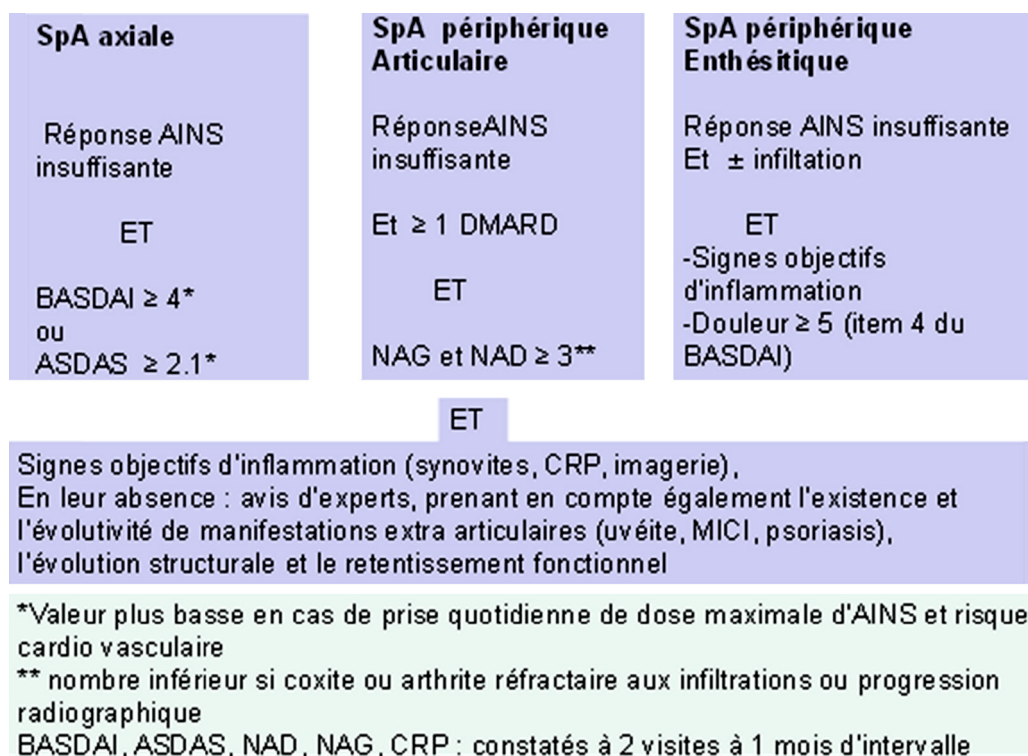 SpA axiale
Réponse AINS
insuffisante
ET
BASDAI ≥ 4*
ou
ASDAS ≥ 2.1*
SpA périphérique
Articulaire
RéponseAINS
insuffisante
Et ≥ 1 DMARD
ET
NAG et NAD ≥ 3**
SpA périphérique
Enthésitique
Réponse AINS insuffisante
Et ± infiltation
ET
-Signes objectifs
d'inflammation
-Douleur ≥ 5 (item 4 du
BASDAI)
ET
Signes objectifs d'inflammation (synovites, CRP, imagerie),
En leur absence : avis d'experts, prenant en compte également l'existence et
l'évolutivité de manifestations extra articulaires (uvéite, MICI, psoriasis),
l'évolution structurale et le retentissement fonctionnel
*Valeur plus basse en cas de prise quotidienne de dose maximale d'AINS et risque
cardio vasculaire
** nombre inférieur si coxite ou arthrite réfractaire aux infiltrations ou progression
radiographique
BASDAI, ASDAS, NAD, NAG, CRP : constatés à 2 visites à 1 mois d'intervalle